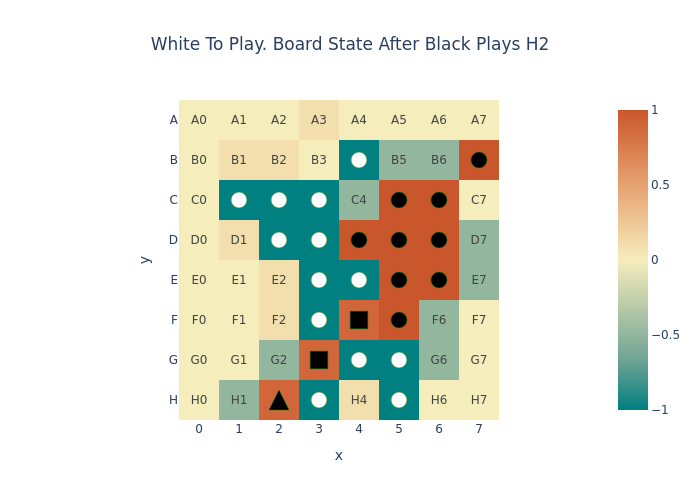 White To Play. Board State After Black Plays H2
A A0 A1 A2 A3 A4 A5 A6 A7
B B0 B1 B2 B3 B5 B6
C C0 C4 C7
D D0 D1 D7
E E0 E1 E2 E7
F F0 F1 F2 F6 F7
G G0 G1 G2 G6 G7
H H0 H1 H4 H6 H7
0 1 2 3 4 5 6 7
x
y
1
0.5
0
−0.5
−1